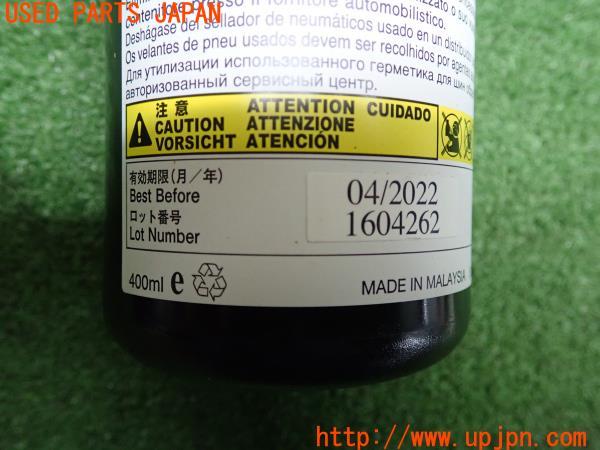 USED PARTS JAPAN
fornitore automobilistico.
Deshágase del sellador de neumáticos usado en un
Os velantes de pneu usados devem ser recolhidos por
Для утилизации использованного герметика для шин
авторизованный сервисный центр.
注意 ATTENTION CUIDADO
CAUTION ATTENZIONE
VORSICHT ATENCIÓN
有効期限(月/年)
Best Before
04/2022
ロット番号
Lot Number
1604262
400ml e
MADE IN MALAYSIA
http://www.upjpn.com/